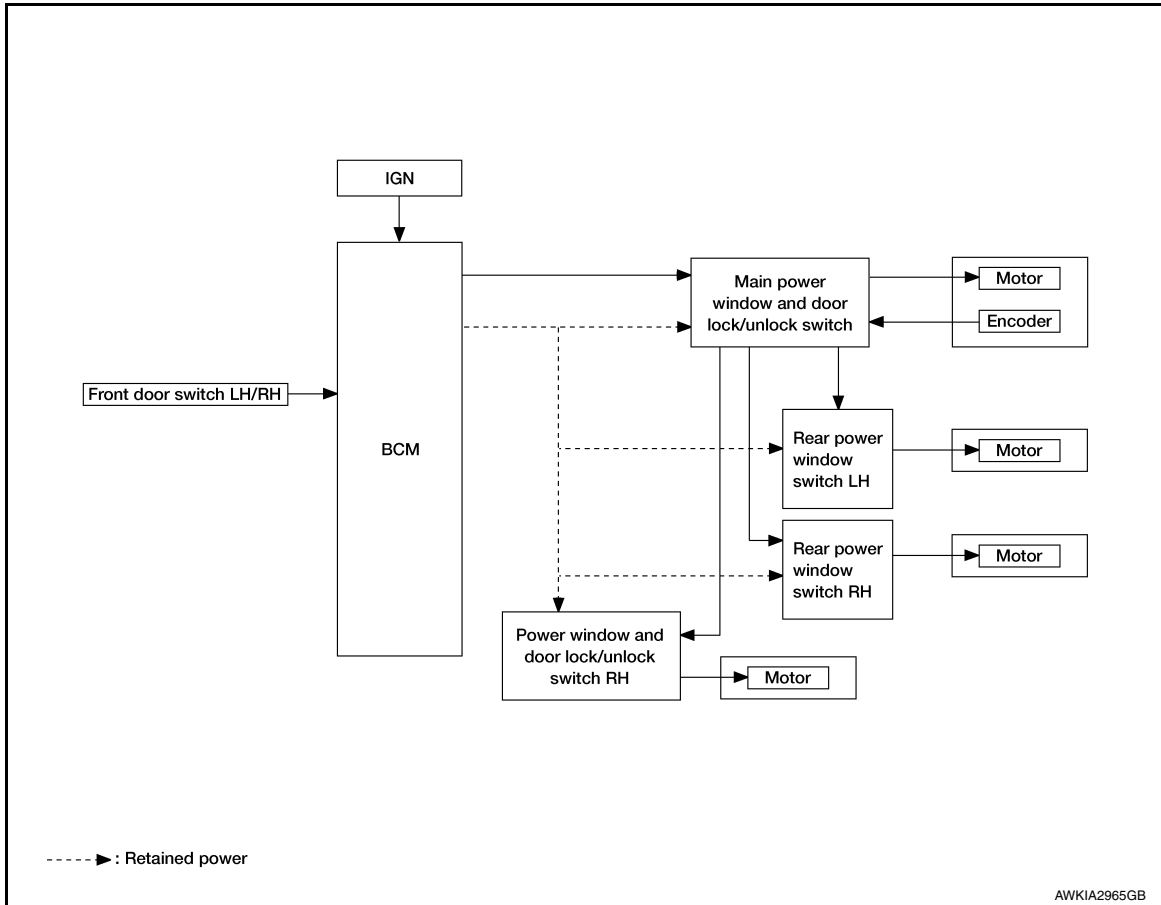 IGN
BCM
Front door switch LH/RH
Main power
window and door
lock/unlock switch
Motor
Encoder
Rear power
window
switch LH
Motor
Rear power
window
switch RH
Motor
Power window and
door lock/unlock
switch RH
Motor
: Retained power
AWKIA2965GB